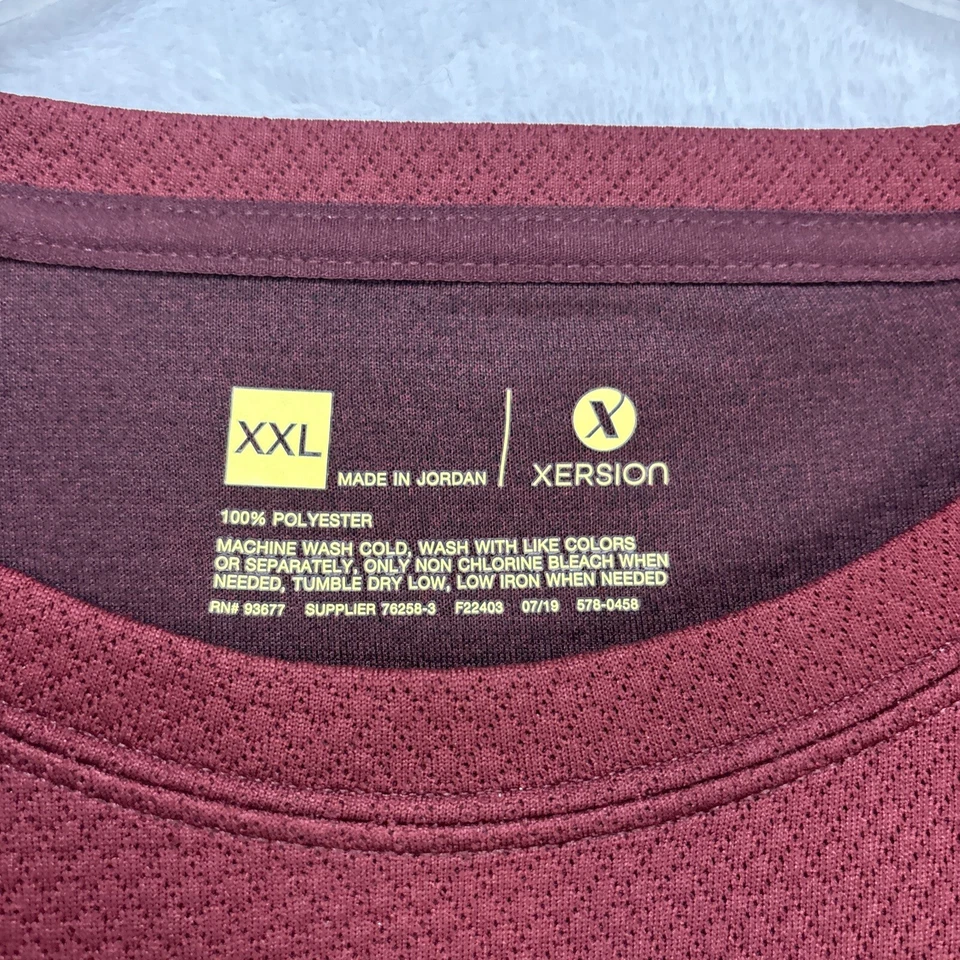 XXL
MADE IN JORDAN
X
XERSION
100% POLYESTER
MACHINE WASH COLD, WASH WITH LIKE COLORS
OR SEPARATELY, ONLY NON CHLORINE BLEACH WHEN
NEEDED, TUMBLE DRY LOW, LOW IRON WHEN NEEDED
RN# 93677 SUPPLIER 76258-3 F22403 07/19 578-0458